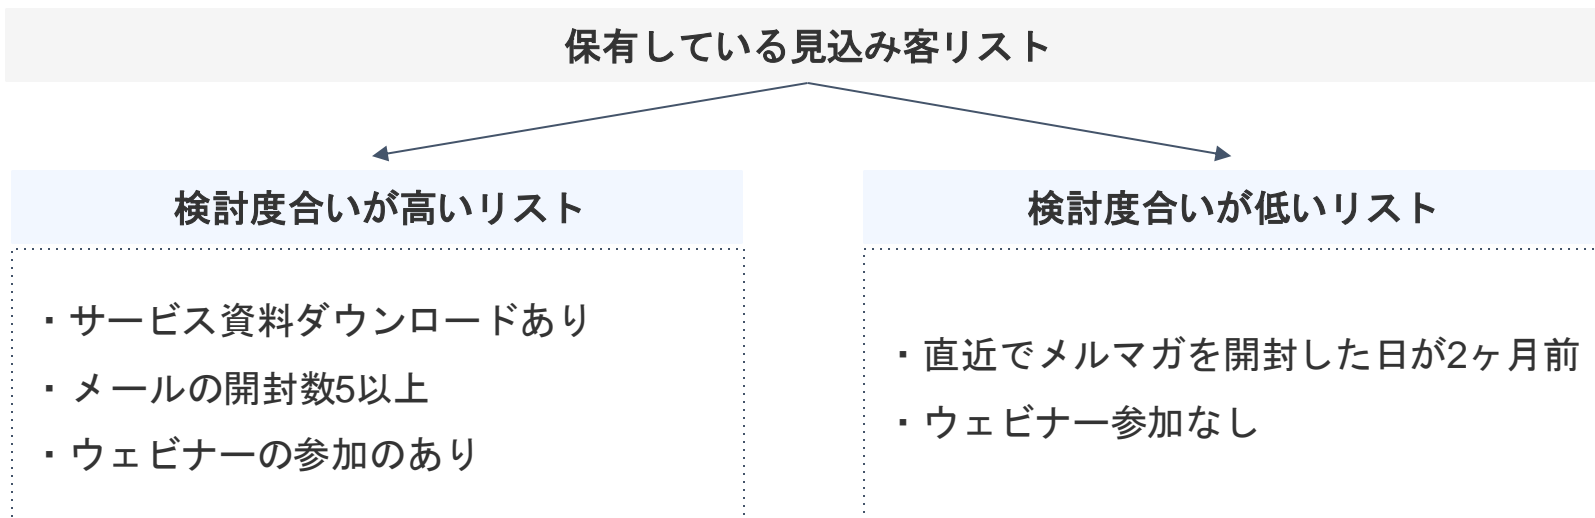 保有している見込み客リスト
検討度合いが高いリスト
・サービス資料ダウンロードあり
・メールの開封数5以上
・ウェビナーの参加のあり
検討度合いが低いリスト
・直近でメルマガを開封した日が2ヶ月前
・ウェビナー参加なし